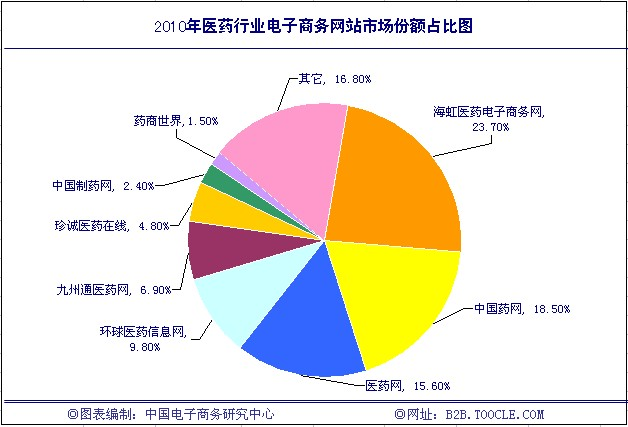 2010年医药行业电子商务网站市场份额占比图
其它, 16.80%
海虹医药电子商务网,
23.70%
药商世界,1.50%
中国制药网, 2.40%
珍诚医药在线, 4.80%
九州通医药网, 6.90%
环球医药信息网,
9.80%
中国药网, 18.50%
医药网, 15.60%
◎图表编制: 中国电子商务研究中心
◎网址: B2B.TOOCLE.COM